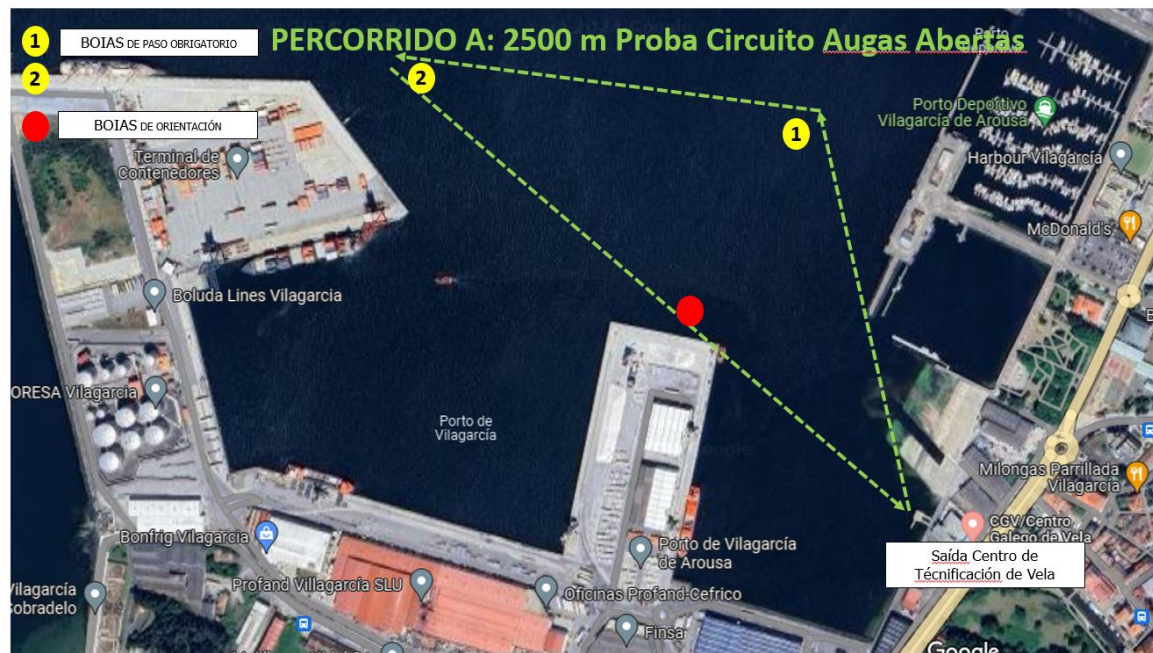 PERCORRIDO A: 2500 m Proba Circuito Augas Abertas
1
BOIAS DE PASO OBRIGATORIO
2
BOIAS DE ORIENTACIÓN
2
1
Porto Deportivo
Vilagarcía de Arousa
Harbour Vilagarcía
McDonald's
Terminal de
Contenedores
Boluda Lines Vilagarcia
ORESA Vilagarcia
Porto de
Vilagarcía
Milongas Parrillada
Vilagarcía
CGV/Centro
Galego de Vela
Saída Centro de
Técnificación de Vela
Bonfrig Vilagarcia
Porto de Vilagarcía
de Arousa
Profand Villagarcia SLU
Oficinas Profand-Cefrico
Vilagarcía
Sobradelo
Finsa
Google